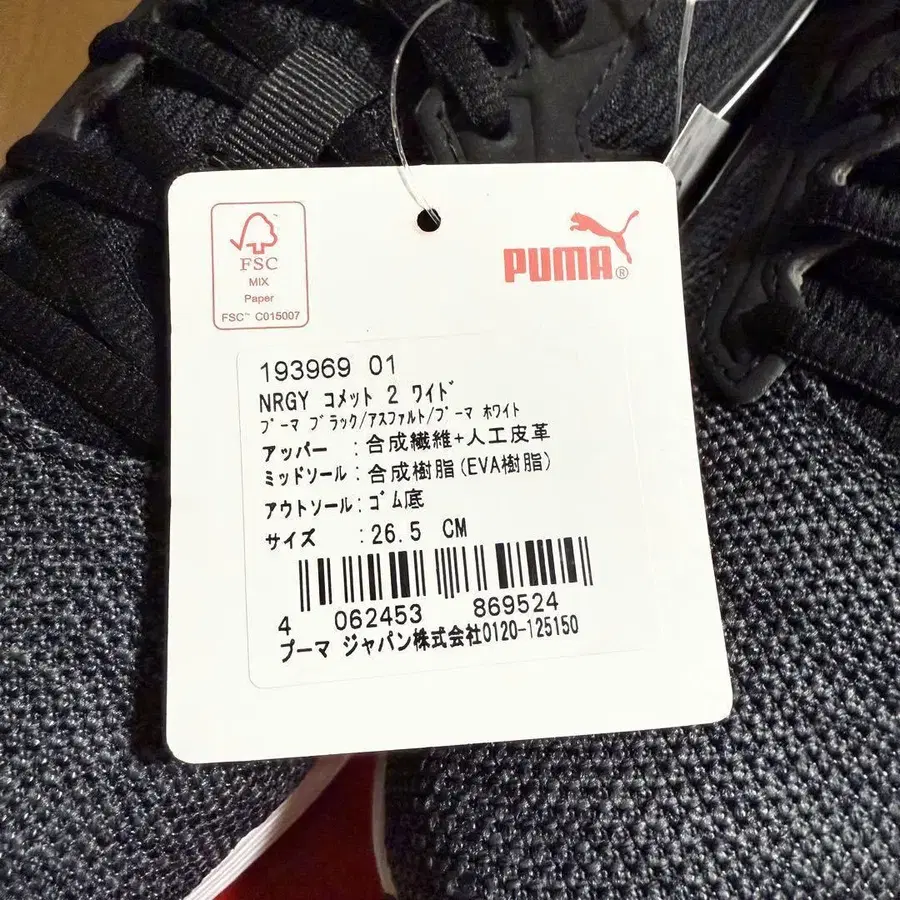 FSC
MIX
Paper
FSC™ C015007
PUMA®
193969 01
NRGY コメット 2 ワイド
プーマ ブラック/アスファルト/プーマ ホワイト
アッパー :合成繊維+人工皮革
ミッドソール:合成樹脂(EVA樹脂)
アウトソール:ゴム底
サイズ :26.5 CM
4 062453 869524
プーマ ジャパン株式会社0120-125150